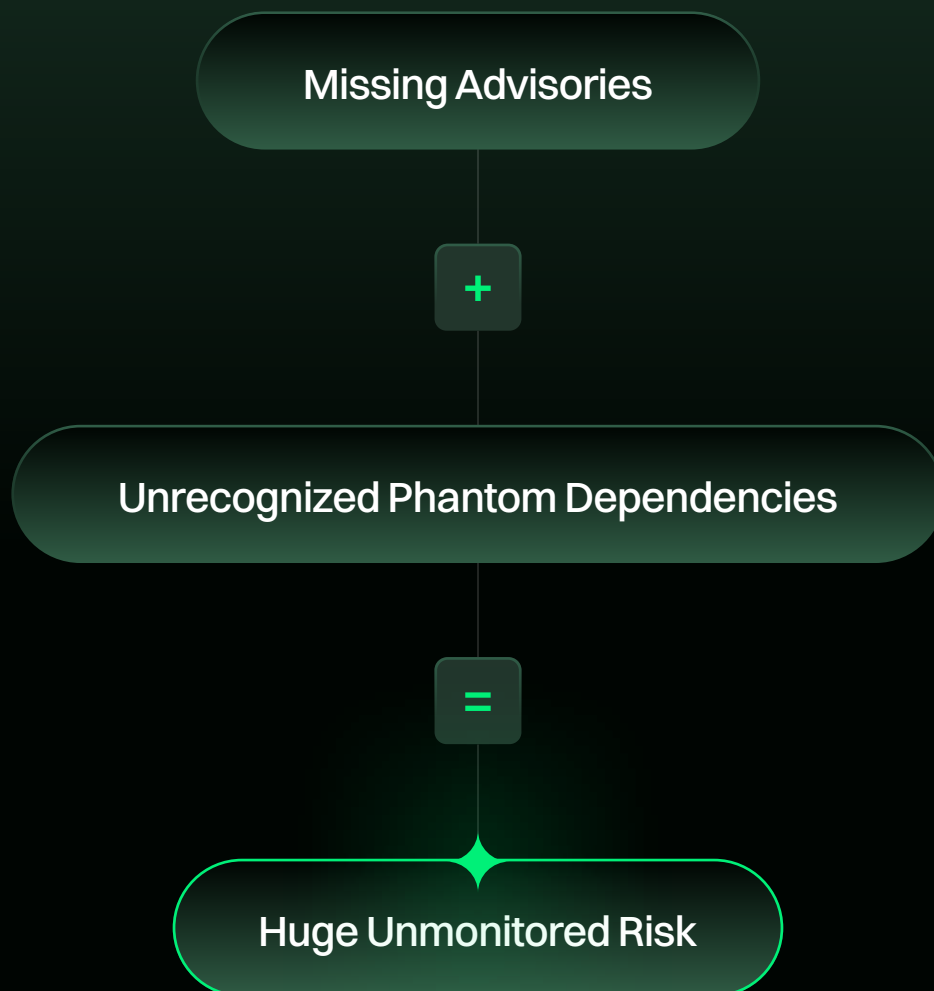 Missing Advisories
+
Unrecognized Phantom Dependencies
=
Huge Unmonitored Risk